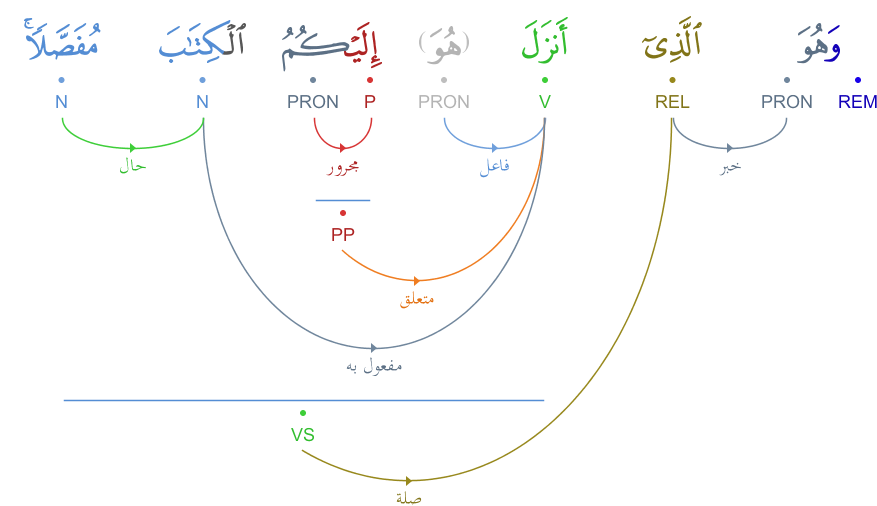 وَهُوَ ٱلَّذِىٓ أَنزَلَ (هُوَ) إِلَيْكُمُ ٱلْكِتَٰبَ مُفَصَّلًا ۚ
REM PRON REL V PRON P PRON N N
خبر فاعل مجرور حال
PP
متعلق
مفعول به
VS
صلة